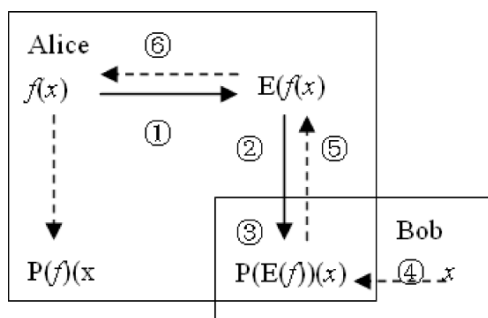 Alice
⑥
f(x)
E(f(x)
①
②
⑤
③
Bob
P(f)(x
P(E(f))(x)
④
x